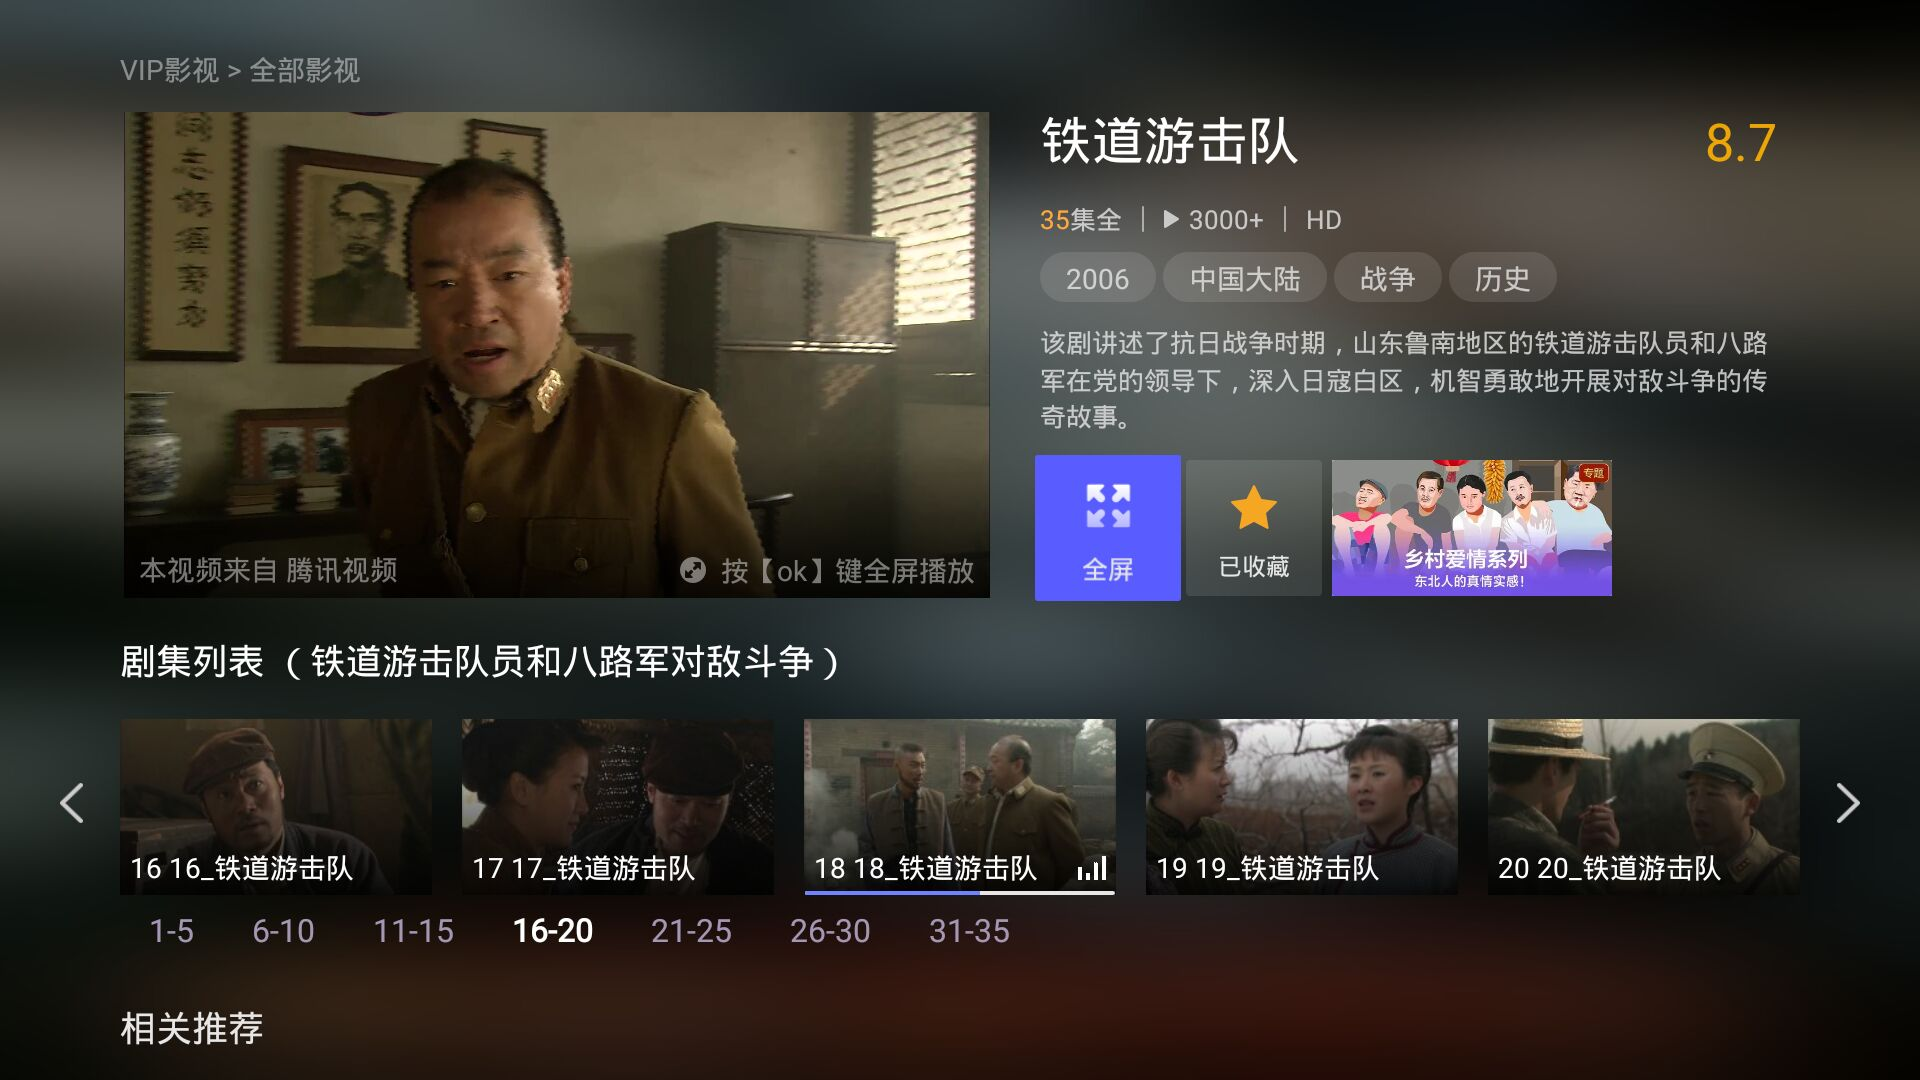 VIP影视 > 全部影视
铁道游击队
8.7
35集全 | 3000+ | HD
2006 中国大陆 战争 历史
该剧讲述了抗日战争时期，山东鲁南地区的铁道游击队员和八路
军在党的领导下，深入日寇白区，机智勇敢地开展对敌斗争的传
奇故事。
本视频来自 腾讯视频
按【ok】键全屏播放
全屏
已收藏
专题
乡村爱情系列
东北人的真情实感！
剧集列表 （铁道游击队员和八路军对敌斗争）
16 16_铁道游击队
17 17_铁道游击队
18 18_铁道游击队
19 19_铁道游击队
20 20_铁道游击队
1-5 6-10 11-15 16-20 21-25 26-30 31-35
相关推荐